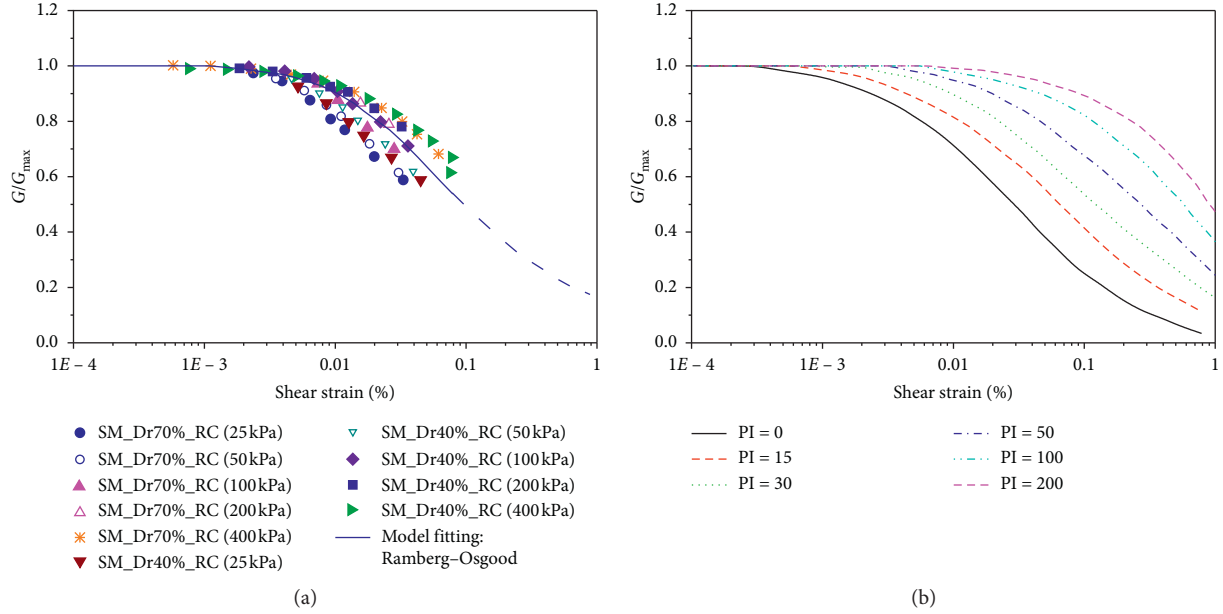 1.2
1.0
0.8
0.6
0.4
0.2
0.0
G/Gmax
1E – 4
1E – 3
0.01
0.1
1
Shear strain (%)
SM_Dr70%_RC (25 kPa)
SM_Dr70%_RC (50 kPa)
SM_Dr70%_RC (100 kPa)
SM_Dr70%_RC (200 kPa)
SM_Dr70%_RC (400 kPa)
SM_Dr40%_RC (25 kPa)
SM_Dr40%_RC (50 kPa)
SM_Dr40%_RC (100 kPa)
SM_Dr40%_RC (200 kPa)
SM_Dr40%_RC (400 kPa)
Model fitting:
Ramberg–Osgood
(a)
1.2
1.0
0.8
0.6
0.4
0.2
0.0
G/Gmax
1E – 4
1E – 3
0.01
0.1
1
Shear strain (%)
PI = 0
PI = 15
PI = 30
PI = 50
PI = 100
PI = 200
(b)